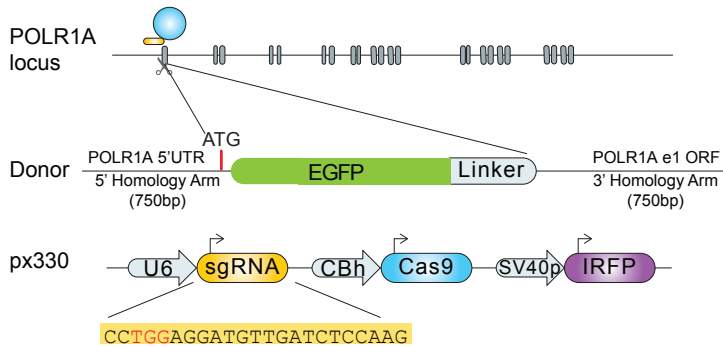 POLR1A
locus
ATG
POLR1A 5'UTR
POLR1A e1 ORF
Donor
EGFP
Linker
5' Homology Arm
3' Homology Arm
(750bp)
(750bp)
px330
U6
sgRNA
CBh
Cas9
SV40p
IRFP
CCTGGAGGATGTTGATCTCCAAG